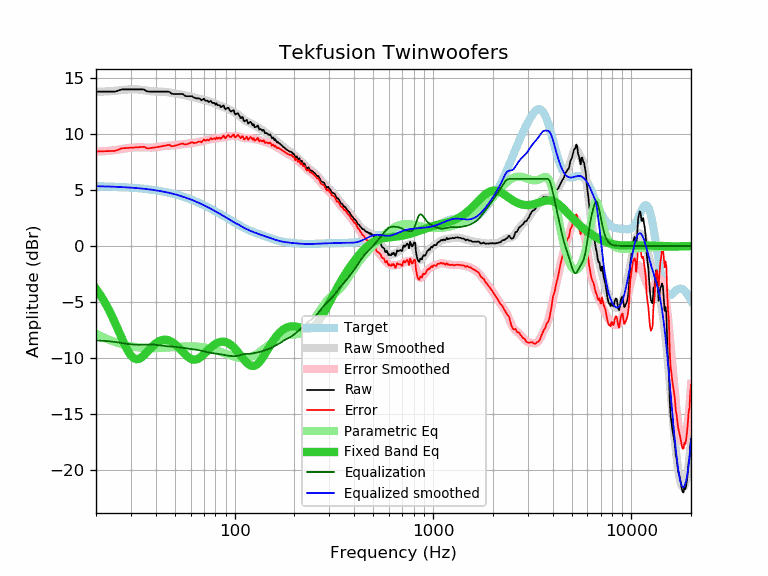 Tekfusion Twinwoofers
15
10
5
0
−5
−10
−15
−20
Amplitude (dBr)
Target
Raw Smoothed
Error Smoothed
Raw
Error
Parametric Eq
Fixed Band Eq
Equalization
Equalized smoothed
100
1000
10000
Frequency (Hz)